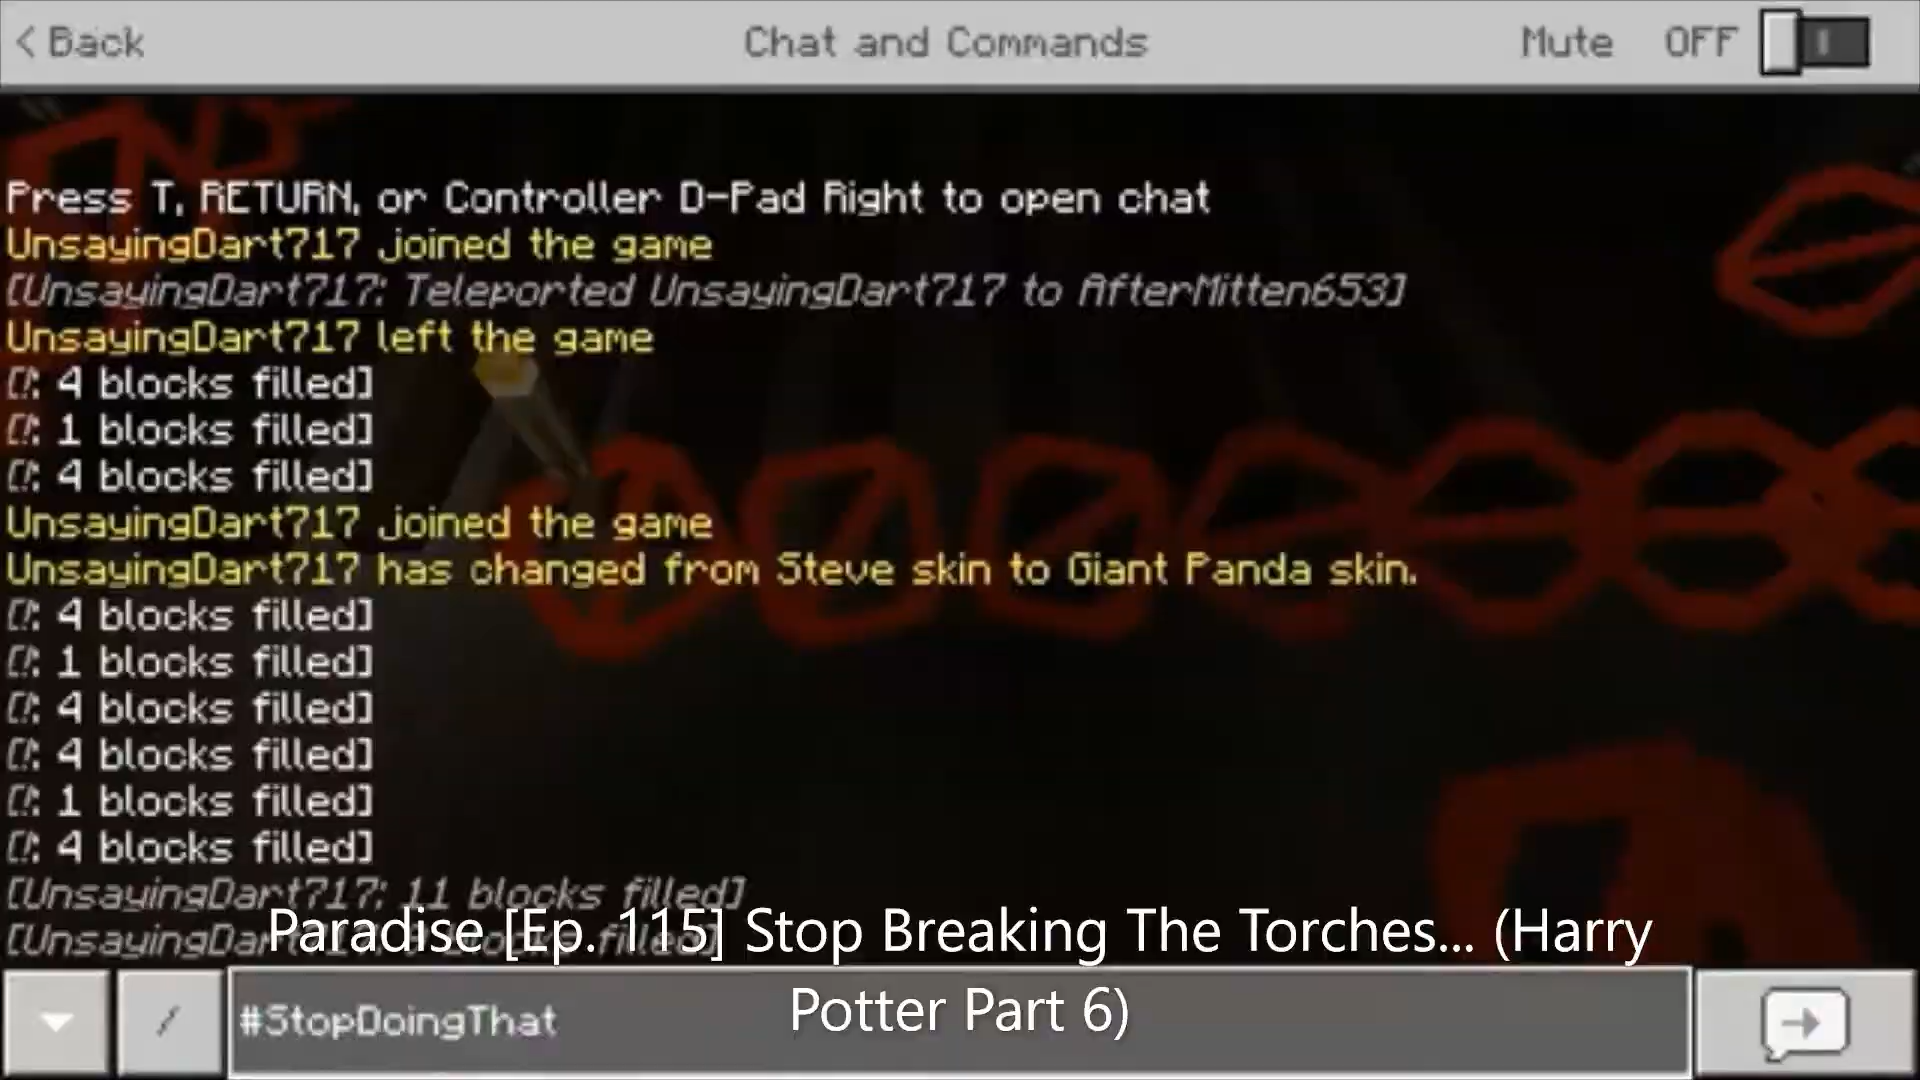 < Back
Chat and Commands
Mute OFF
Press T, RETURN, or Controller D-Pad Right to open chat
UnsayingDart717 joined the game
[UnsayingDart717: Teleported UnsayingDart717 to AfterMitten653]
UnsayingDart717 left the game
[!: 4 blocks filled]
[!: 1 blocks filled]
[!: 4 blocks filled]
UnsayingDart717 joined the game
UnsayingDart717 has changed from Steve skin to Giant Panda skin.
[!: 4 blocks filled]
[!: 1 blocks filled]
[!: 4 blocks filled]
[!: 4 blocks filled]
[!: 1 blocks filled]
[!: 4 blocks filled]
[UnsayingDart717: 11 blocks filled]
[UnsayingDart717: blocks filled]
Paradise [Ep. 115] Stop Breaking The Torches... (Harry
Potter Part 6)
/
#StopDoingThat